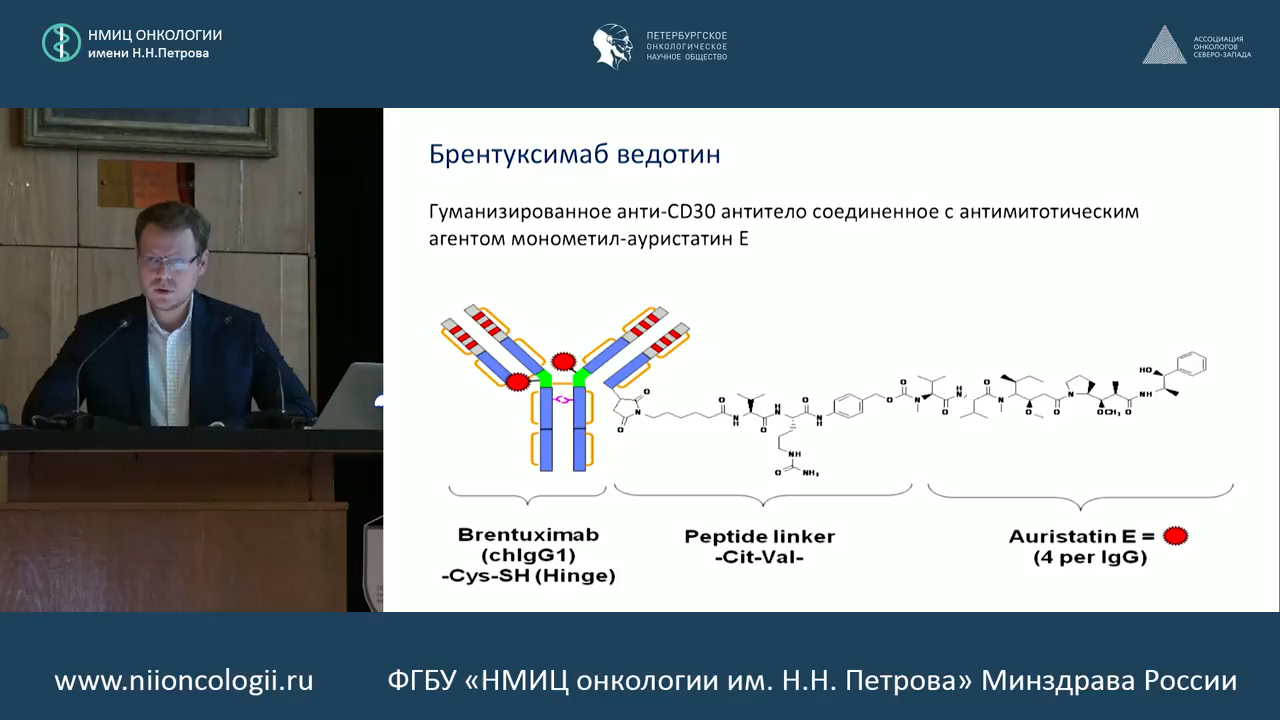 НМИЦ ОНКОЛОГИИ
имени Н.Н.Петрова
ПЕТЕРБУРГСКОЕ
ОНКОЛОГИЧЕСКОЕ
НАУЧНОЕ ОБЩЕСТВО
АССОЦИАЦИЯ
ОНКОЛОГОВ
СЕВЕРО-ЗАПАДА
Брентуксимаб ведотин
Гуманизированное анти-CD30 антитело соединенное с антимитотическим
агентом монометил-ауристатин Е
Brentuximab
(chIgG1)
-Cys-SH (Hinge)
Peptide linker
-Cit-Val-
Auristatin E =
(4 per IgG)
www.niioncologii.ru
ФГБУ «НМИЦ онкологии им. Н.Н. Петрова» Минздрава России